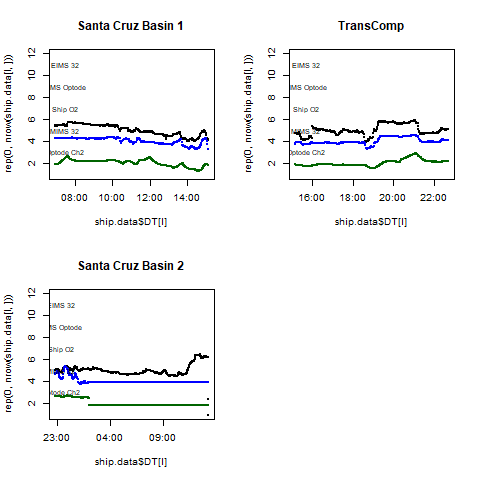 Santa Cruz Basin 1
rep(0, nrow(ship.data[I, ]))
12
10
8
6
4
2
EIMS 32
MS Optode
Ship O2
MIMS 32
Optode Ch2
08:00 10:00 12:00 14:00
ship.data$DT[I]
TransComp
rep(0, nrow(ship.data[I, ]))
12
10
8
6
4
2
EIMS 32
MS Optode
Ship O2
MIMS 32
Optode Ch2
16:00 18:00 20:00 22:00
ship.data$DT[I]
Santa Cruz Basin 2
rep(0, nrow(ship.data[I, ]))
12
10
8
6
4
2
EIMS 32
MS Optode
Ship O2
ptode Ch2
23:00 04:00 09:00
ship.data$DT[I]